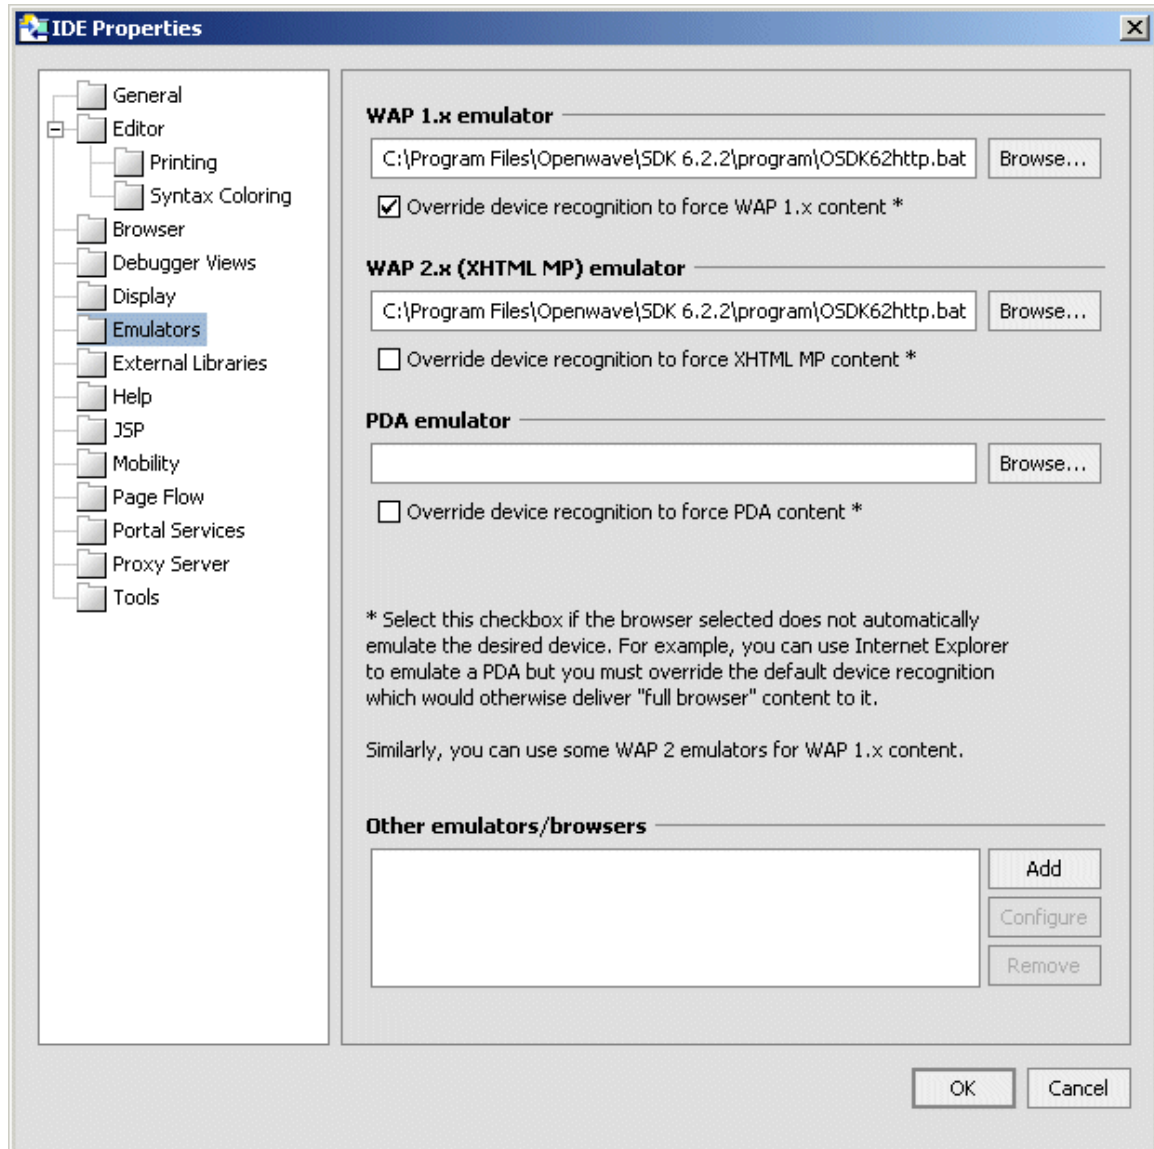 IDE Properties
General
Editor
Printing
Syntax Coloring
Browser
Debugger Views
Display
Emulators
External Libraries
Help
JSP
Mobility
Page Flow
Portal Services
Proxy Server
Tools
WAP 1.x emulator
C:\Program Files\Openwave\SDK 6.2.2\program\OSDK62http.bat
Browse...
Override device recognition to force WAP 1.x content *
WAP 2.x (XHTML MP) emulator
C:\Program Files\Openwave\SDK 6.2.2\program\OSDK62http.bat
Browse...
Override device recognition to force XHTML MP content *
PDA emulator
Browse...
Override device recognition to force PDA content *
* Select this checkbox if the browser selected does not automatically
emulate the desired device. For example, you can use Internet Explorer
to emulate a PDA but you must override the default device recognition
which would otherwise deliver "full browser" content to it.
Similarly, you can use some WAP 2 emulators for WAP 1.x content.
Other emulators/browsers
Add
Configure
Remove
OK
Cancel